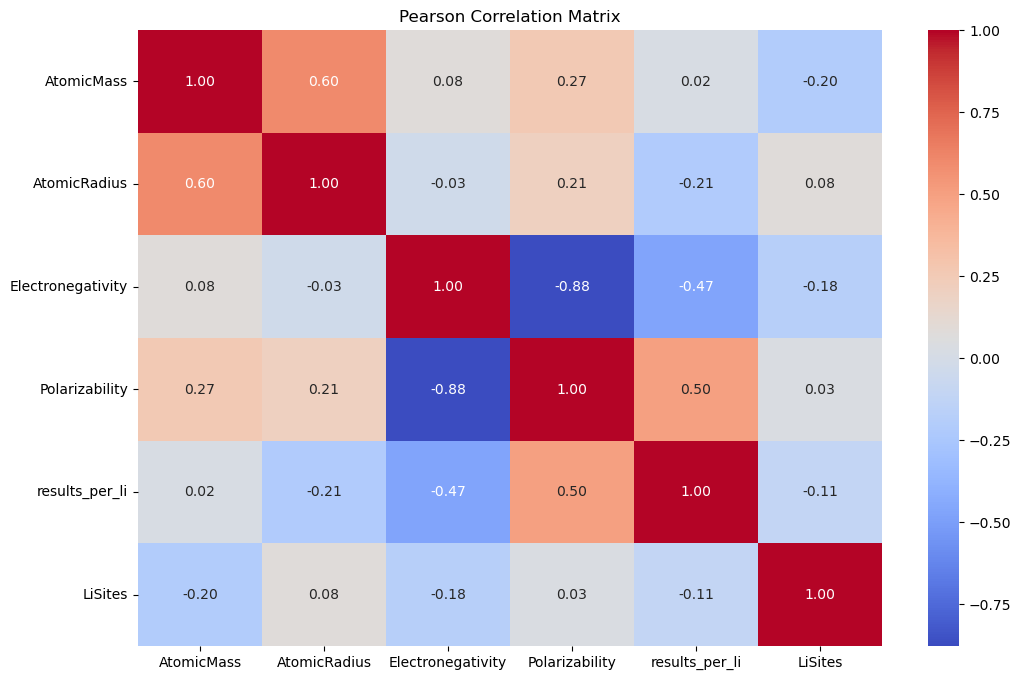 Pearson Correlation Matrix
AtomicMass 1.00 0.60 0.08 0.27 0.02 -0.20
AtomicRadius 0.60 1.00 -0.03 0.21 -0.21 0.08
Electronegativity 0.08 -0.03 1.00 -0.88 -0.47 -0.18
Polarizability 0.27 0.21 -0.88 1.00 0.50 0.03
results_per_li 0.02 -0.21 -0.47 0.50 1.00 -0.11
LiSites -0.20 0.08 -0.18 0.03 -0.11 1.00
AtomicMass AtomicRadius Electronegativity Polarizability results_per_li LiSites
1.00
0.75
0.50
0.25
0.00
−0.25
−0.50
−0.75